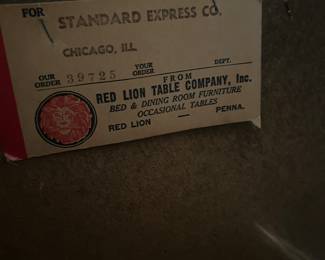 FOR STANDARD EXPRESS CO.
CHICAGO, ILL
OUR ORDER 39725 YOUR ORDER DEPT.
FROM
RED LION TABLE COMPANY, Inc.
BED & DINING ROOM FURNITURE
OCCASIONAL TABLES
RED LION — PENNA.